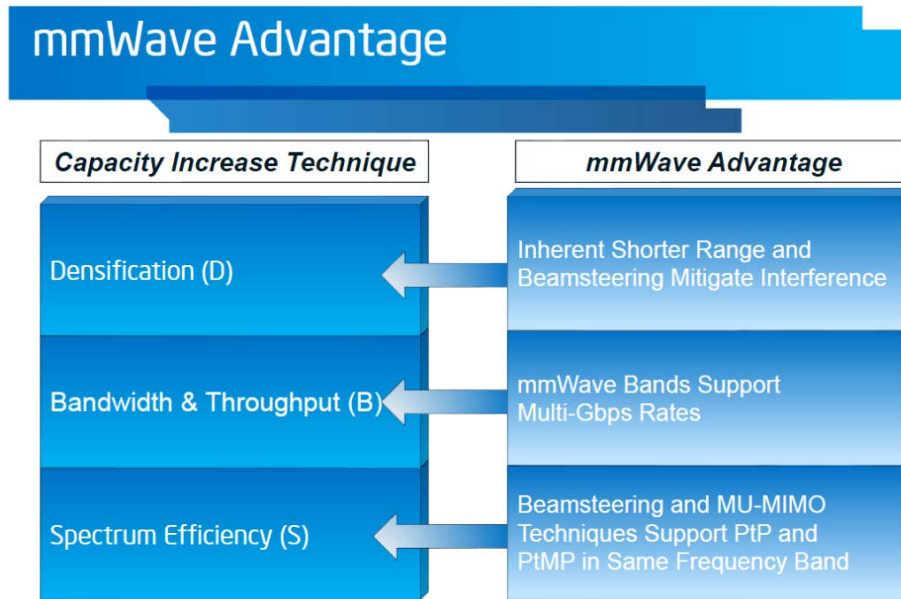 mmWave Advantage
Capacity Increase Technique
mmWave Advantage
Densification (D)
Inherent Shorter Range and
Beamsteering Mitigate Interference
Bandwidth & Throughput (B)
mmWave Bands Support
Multi-Gbps Rates
Spectrum Efficiency (S)
Beamsteering and MU-MIMO
Techniques Support PtP and
PtMP in Same Frequency Band